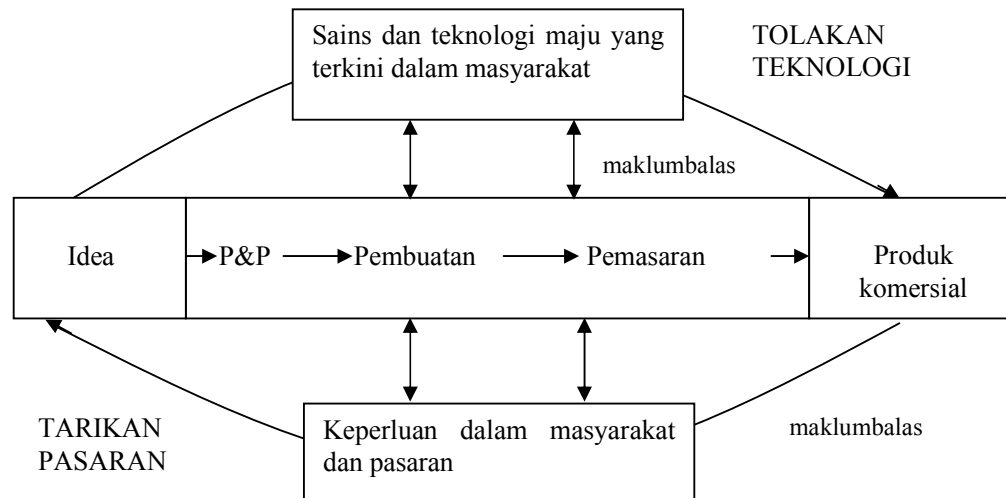 Sains dan teknologi maju yang
terkini dalam masyarakat
TOLAKAN
TEKNOLOGI
maklumbalas
Idea
P&P
Pembuatan
Pemasaran
Produk
komersial
TARIKAN
PASARAN
Keperluan dalam masyarakat
dan pasaran
maklumbalas